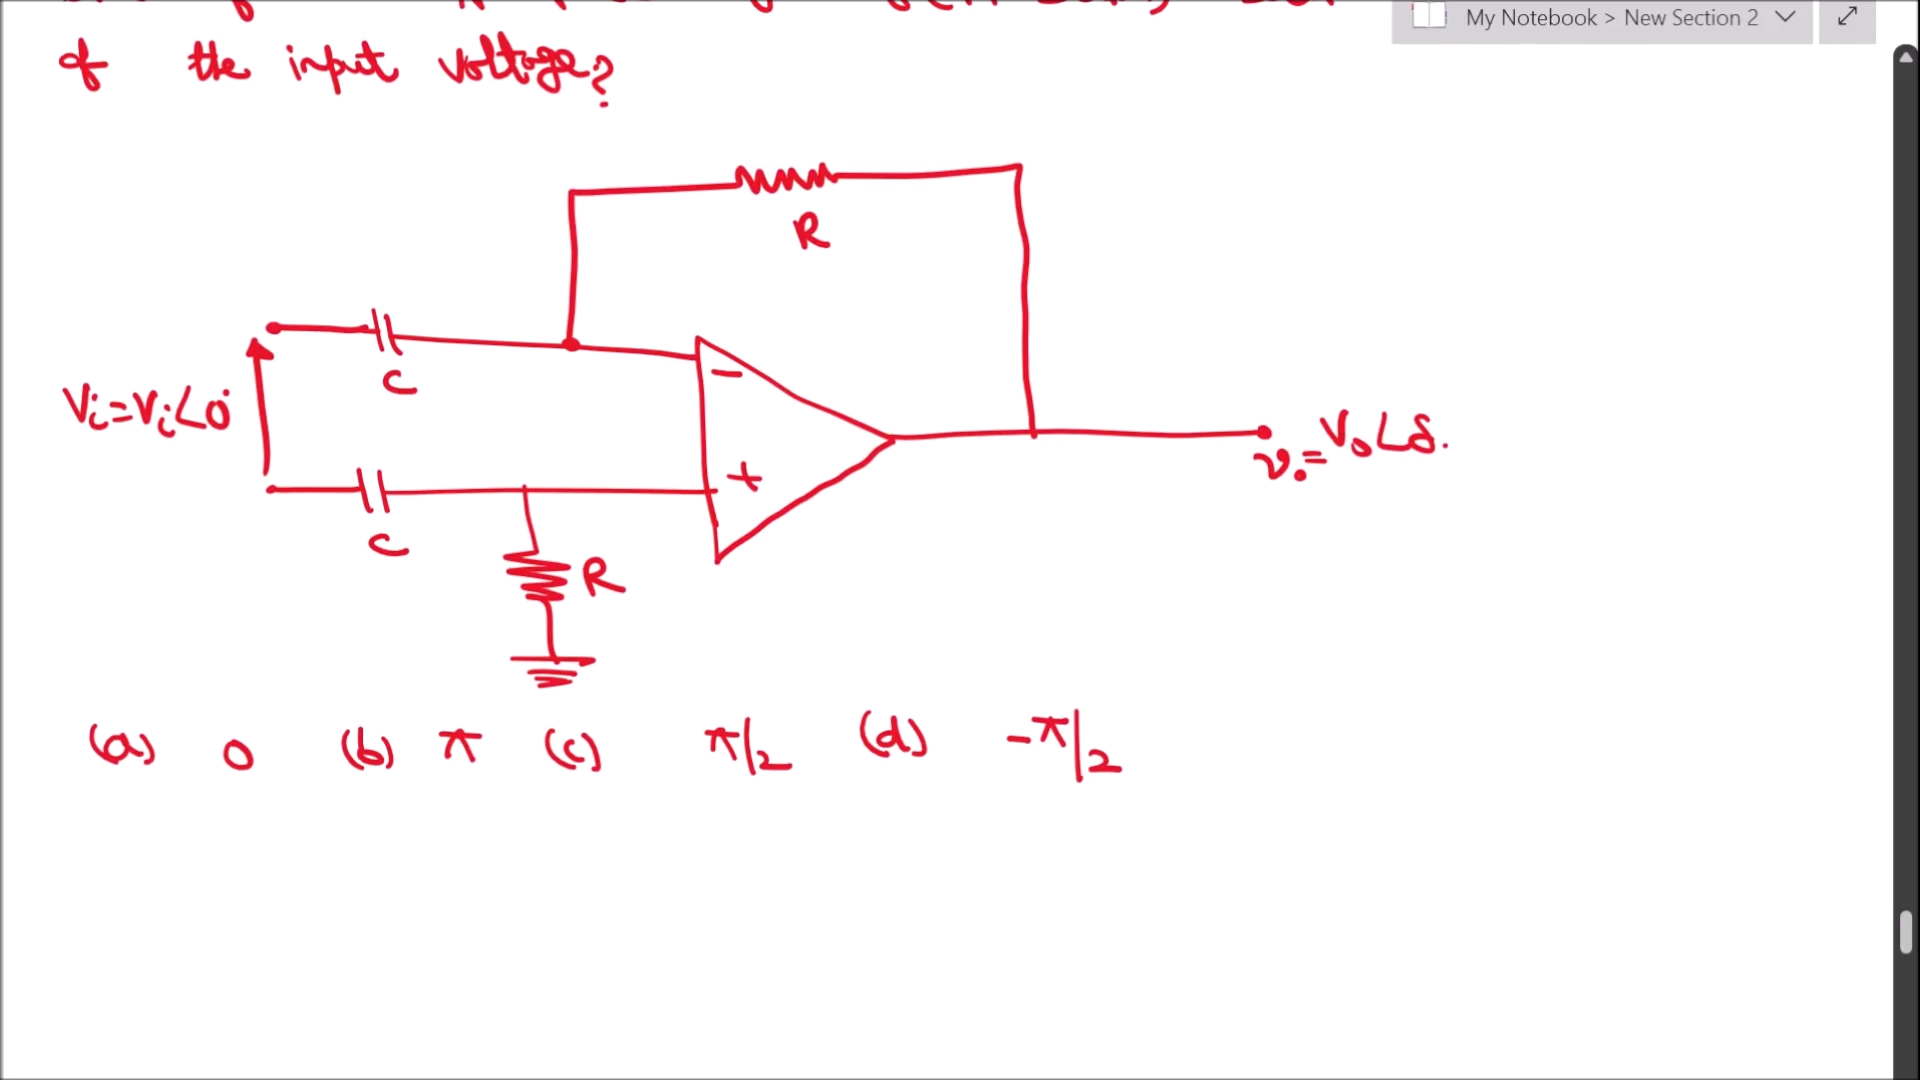 My Notebook > New Section 2
of the input voltage?
R
C
Vi=Vi∠0°
-
+
v₀=V₀∠δ.
C
R
(a) 0 (b) π (c) π/2 (d) -π/2